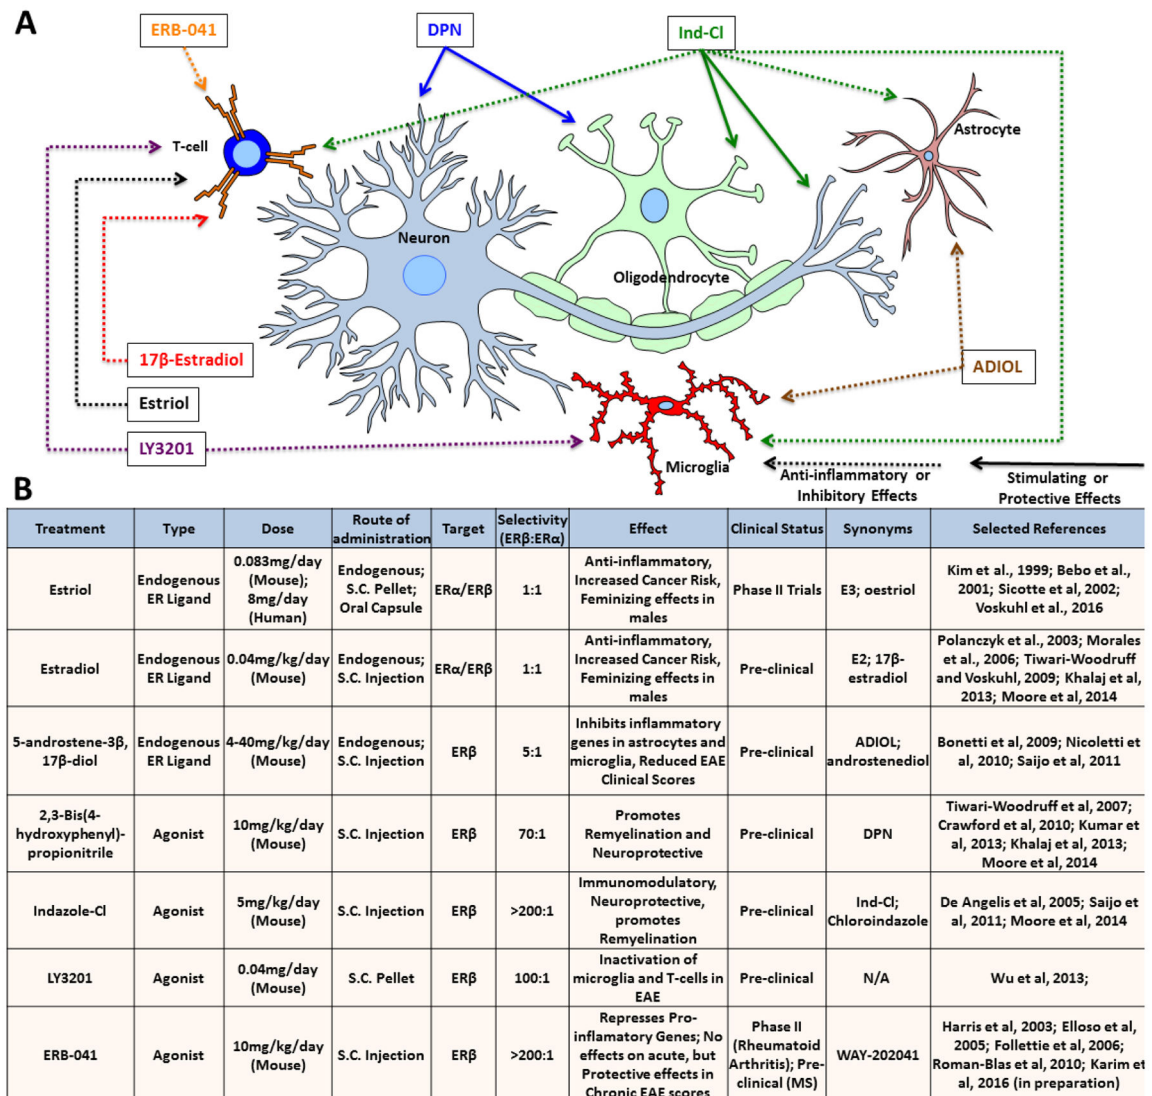 A
ERB-041
DPN
Ind-Cl
T-cell
Astrocyte
Neuron
Oligodendrocyte
17β-Estradiol
Estriol
LY3201
ADIOL
Microglia
Anti-inflammatory or
Inhibitory Effects
Stimulating or
Protective Effects
B
Treatment
Type
Dose
Route of
administration
Target
Selectivity
(ERβ:ERα)
Effect
Clinical Status
Synonyms
Selected References
Estriol
Endogenous
ER Ligand
0.083mg/day
(Mouse);
8mg/day
(Human)
Endogenous;
S.C. Pellet;
Oral Capsule
ERα/ERβ
1:1
Anti-inflammatory,
Increased Cancer Risk,
Feminizing effects in
males
Phase II Trials
E3; oestriol
Kim et al., 1999; Bebo et al.,
2001; Sicotte et al, 2002;
Voskuhl et al., 2016
Estradiol
Endogenous
ER Ligand
0.04mg/kg/day
(Mouse)
Endogenous;
S.C. Injection
ERα/ERβ
1:1
Anti-inflammatory,
Increased Cancer Risk,
Feminizing effects in
males
Pre-clinical
E2; 17β-
estradiol
Polanczyk et al., 2003; Morales
et al., 2006; Tiwari-Woodruff
and Voskuhl, 2009; Khalaj et al,
2013; Moore et al, 2014
5-androstene-3β,
17β-diol
Endogenous
ER Ligand
4-40mg/kg/day
(Mouse)
Endogenous;
S.C. Injection
ERβ
5:1
Inhibits inflammatory
genes in astrocytes and
microglia, Reduced EAE
Clinical Scores
Pre-clinical
ADIOL;
androstenediol
Bonetti et al, 2009; Nicoletti et
al, 2010; Saijo et al, 2011
2,3-Bis(4-
hydroxyphenyl)-
propionitrile
Agonist
10mg/kg/day
(Mouse)
S.C. Injection
ERβ
70:1
Promotes
Remyelination and
Neuroprotective
Pre-clinical
DPN
Tiwari-Woodruff et al, 2007;
Crawford et al, 2010; Kumar et
al, 2013; Khalaj et al, 2013;
Moore et al, 2014
Indazole-Cl
Agonist
5mg/kg/day
(Mouse)
S.C. Injection
ERβ
>200:1
Immunomodulatory,
Neuroprotective,
promotes
Remyelination
Pre-clinical
Ind-Cl;
Chloroindazole
De Angelis et al, 2005; Saijo et
al, 2011; Moore et al, 2014
LY3201
Agonist
0.04mg/day
(Mouse)
S.C. Pellet
ERβ
100:1
Inactivation of
microglia and T-cells in
EAE
Pre-clinical
N/A
Wu et al, 2013;
ERB-041
Agonist
10mg/kg/day
(Mouse)
S.C. Injection
ERβ
>200:1
Represses Pro-
inflamatory Genes; No
effects on acute, but
Protective effects in
Chronic EAE scores
Phase II
(Rheumatoid
Arthritis); Pre-
clinical (MS)
WAY-202041
Harris et al, 2003; Elloso et al,
2005; Follettie et al, 2006;
Roman-Blas et al, 2010; Karim et
al, 2016 (in preparation)